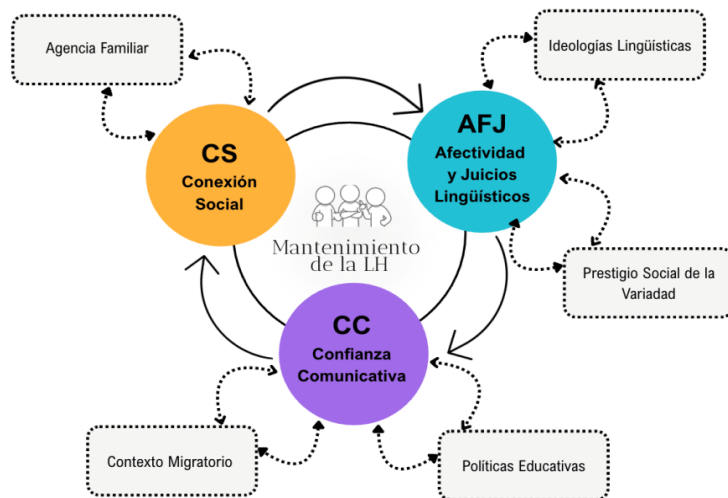 Agencia Familiar
Ideologías Lingüísticas
CS
Conexión
Social
AFJ
Afectividad
y Juicios
Lingüísticos
Mantenimiento
de la LH
Prestigio Social de la
Variadad
CC
Confianza
Comunicativa
Contexto Migratorio
Políticas Educativas